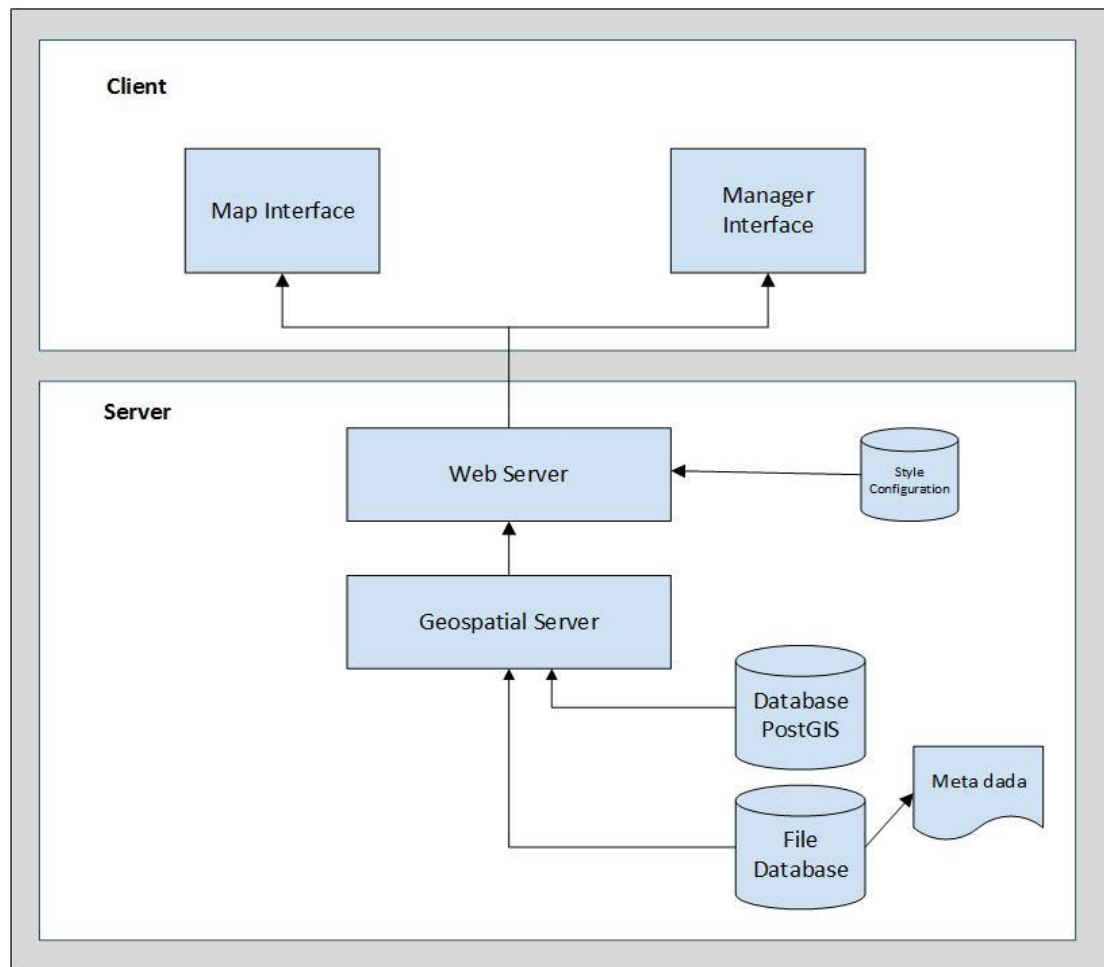 Client
Map Interface
Manager
Interface
Server
Web Server
Style
Configuration
Geospatial Server
Database
PostGIS
Meta dada
File
Database